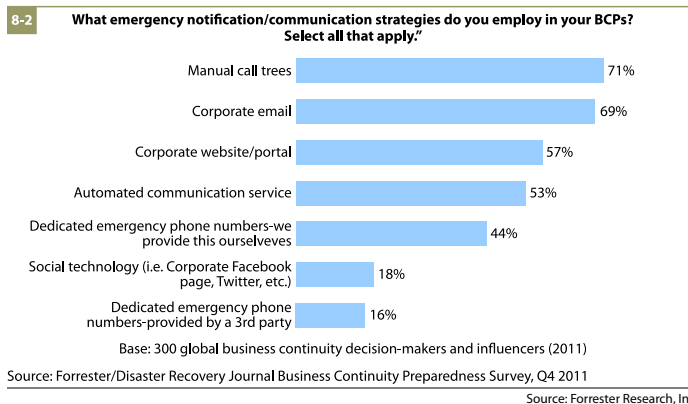 8-2
What emergency notification/communication strategies do you employ in your BCPs?
Select all that apply.”
Manual call trees
71%
Corporate email
69%
Corporate website/portal
57%
Automated communication service
53%
Dedicated emergency phone numbers-we
provide this ourselveves
44%
Social technology (i.e. Corporate Facebook
page, Twitter, etc.)
18%
Dedicated emergency phone
numbers-provided by a 3rd party
16%
Base: 300 global business continuity decision-makers and influencers (2011)
Source: Forrester/Disaster Recovery Journal Business Continuity Preparedness Survey, Q4 2011
Source: Forrester Research, In